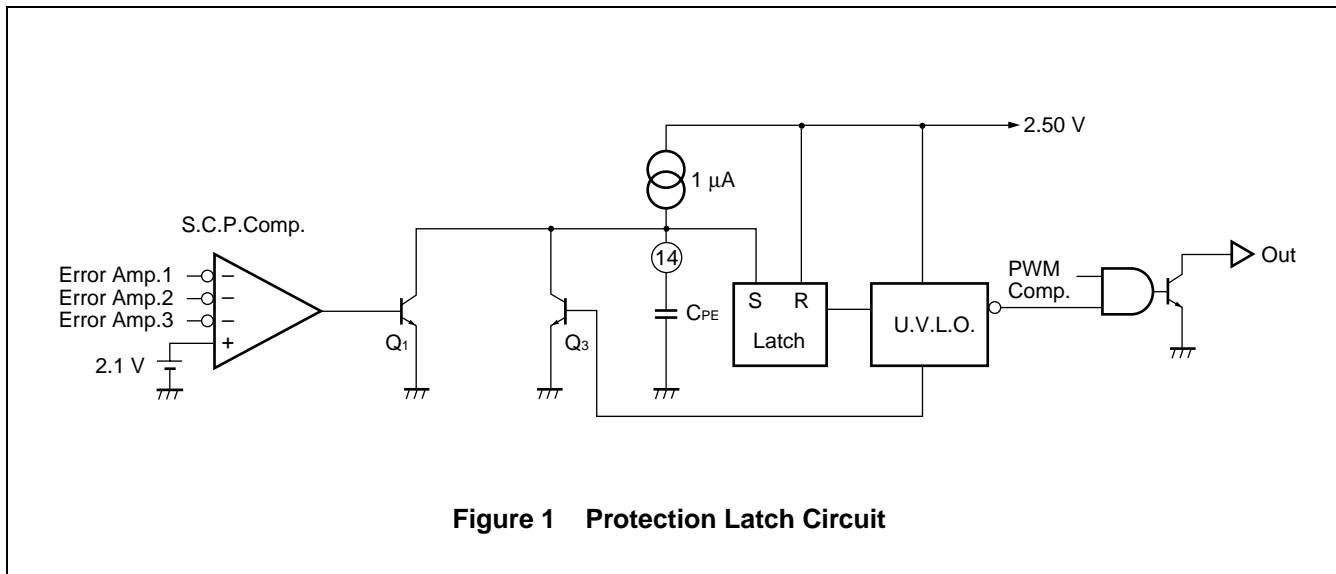 2.50 V
1 μA
S.C.P.Comp.
14
Error Amp.1
Error Amp.2
Error Amp.3
−
−
−
+
2.1 V
Q1
Q3
CPE
S R
Latch
U.V.L.O.
PWM
Comp.
Out
Figure 1 Protection Latch Circuit